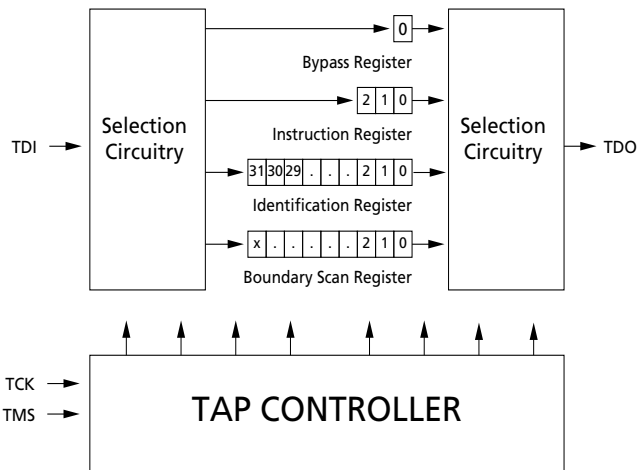 0
Bypass Register
2 1 0
Selection Circuitry
Instruction Register
Selection Circuitry
TDI
TDO
31 30 29 . . . 2 1 0
Identification Register
x . . . . . 2 1 0
Boundary Scan Register
TCK
TMS
TAP CONTROLLER